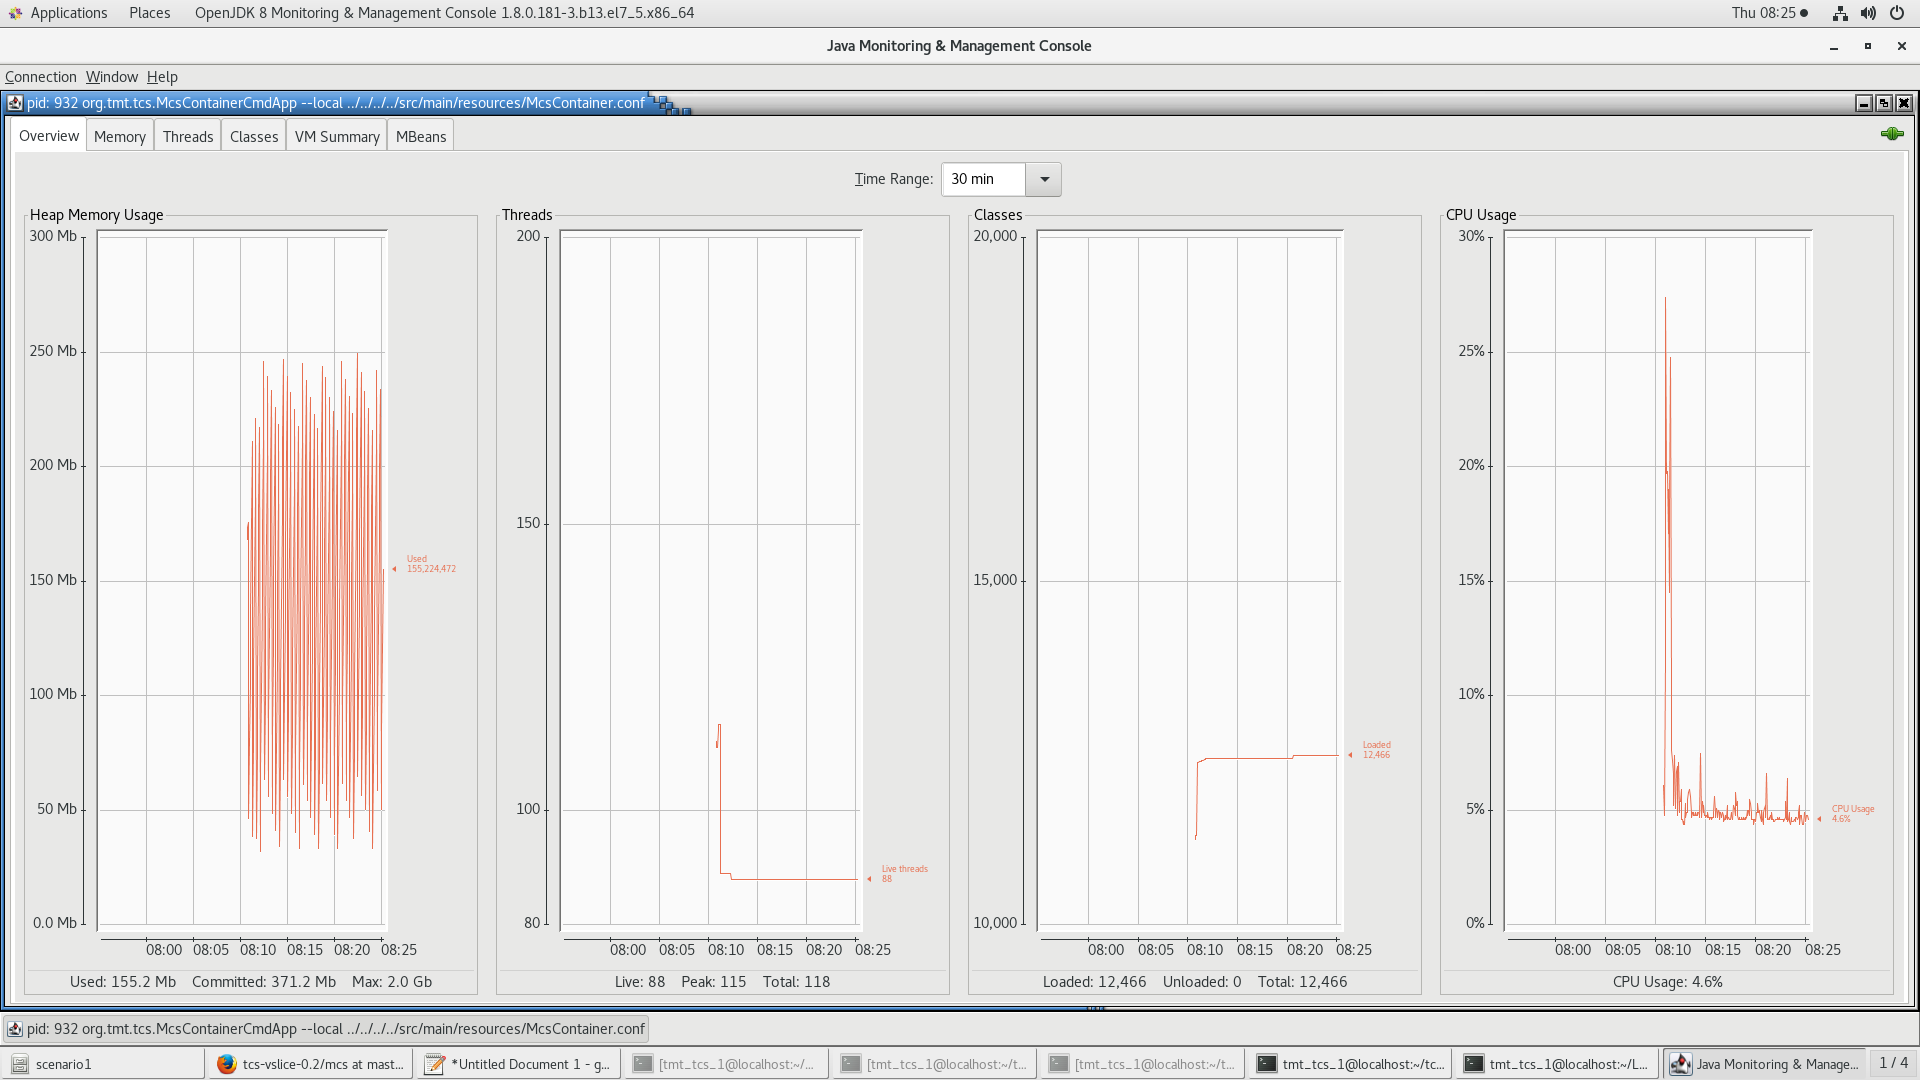 Applications Places OpenJDK 8 Monitoring & Management Console 1.8.0.181-3.b13.el7_5.x86_64 Thu 08:25
Java Monitoring & Management Console
Connection Window Help
pid: 932 org.tmt.tcs.McsContainerCmdApp --local ../../../../src/main/resources/McsContainer.conf
Overview Memory Threads Classes VM Summary MBeans
Time Range: 30 min
Heap Memory Usage
300 Mb
250 Mb
200 Mb
150 Mb
100 Mb
50 Mb
0.0 Mb
Used
155,224,472
08:00 08:05 08:10 08:15 08:20 08:25
Used: 155.2 Mb Committed: 371.2 Mb Max: 2.0 Gb
Threads
200
150
100
80
Live threads
88
08:00 08:05 08:10 08:15 08:20 08:25
Live: 88 Peak: 115 Total: 118
Classes
20,000
15,000
10,000
Loaded
12,466
08:00 08:05 08:10 08:15 08:20 08:25
Loaded: 12,466 Unloaded: 0 Total: 12,466
CPU Usage
30%
25%
20%
15%
10%
5%
0%
CPU Usage
4.6%
08:00 08:05 08:10 08:15 08:20 08:25
CPU Usage: 4.6%
pid: 932 org.tmt.tcs.McsContainerCmdApp --local ../../../../src/main/resources/McsContainer.conf
scenario1 tcs-vslice-0.2/mcs at mast... *Untitled Document 1 - g... [tmt_tcs_1@localhost:~/... [tmt_tcs_1@localhost:~/t... [tmt_tcs_1@localhost:~/t... tmt_tcs_1@localhost:~/tc... tmt_tcs_1@localhost:~/L... Java Monitoring & Manage... 1 / 4